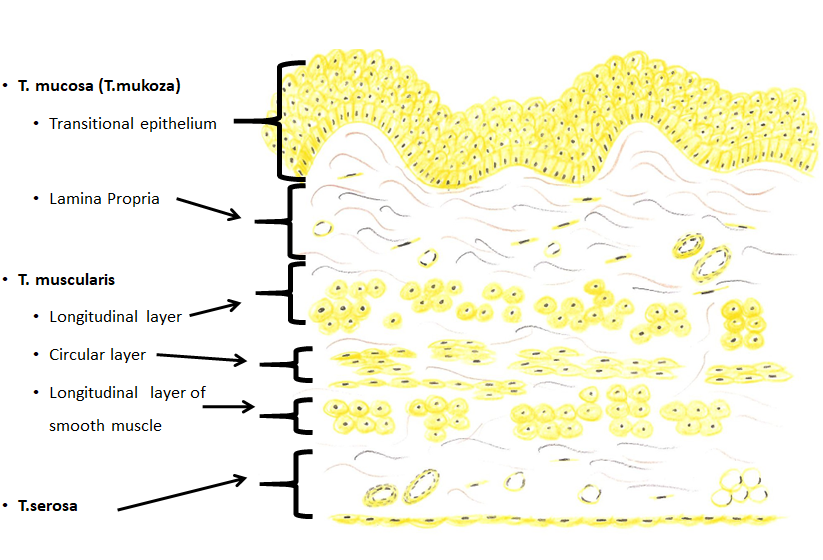 • T. mucosa (T.mukoza)
• Transitional epithelium
• Lamina Propria
• T. muscularis
• Longitudinal layer
• Circular layer
• Longitudinal layer of
smooth muscle
• T.serosa